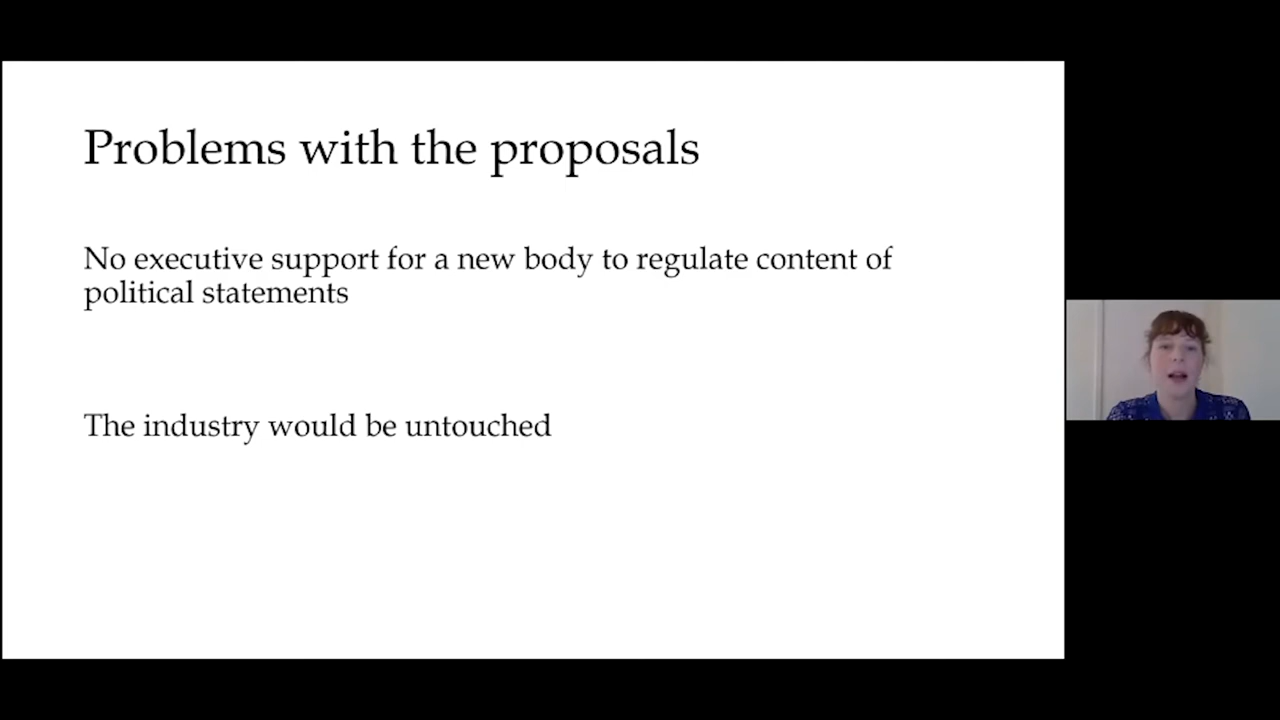 Problems with the proposals
No executive support for a new body to regulate content of
political statements
The industry would be untouched